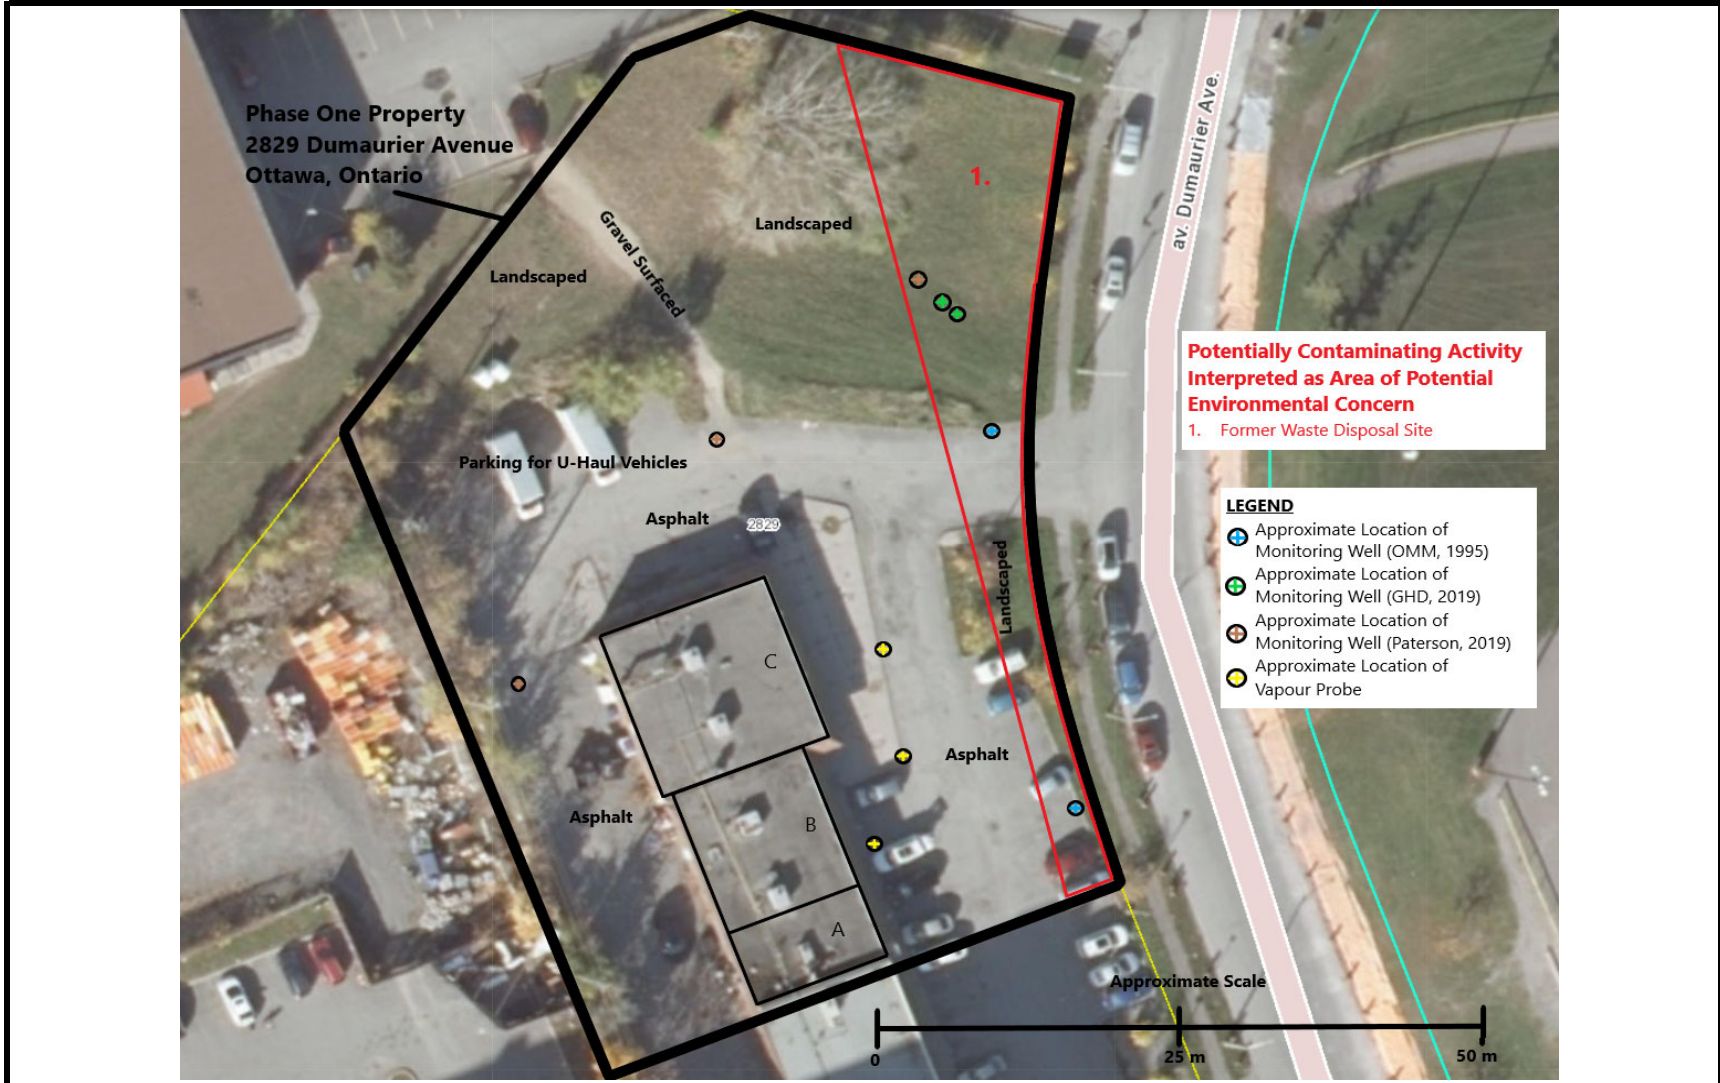 Phase One Property
2829 Dumaurier Avenue
Ottawa, Ontario
av. Dumaurier Ave.
1.
Landscaped
Gravel Surfaced
Landscaped
Potentially Contaminating Activity
Interpreted as Area of Potential
Environmental Concern
1. Former Waste Disposal Site
Parking for U-Haul Vehicles
Asphalt
2829
LEGEND
Approximate Location of
Monitoring Well (OMM, 1995)
Approximate Location of
Monitoring Well (GHD, 2019)
Approximate Location of
Monitoring Well (Paterson, 2019)
Approximate Location of
Vapour Probe
Landscaped
C
Asphalt
Asphalt
B
A
Approximate Scale
0
25 m
50 m